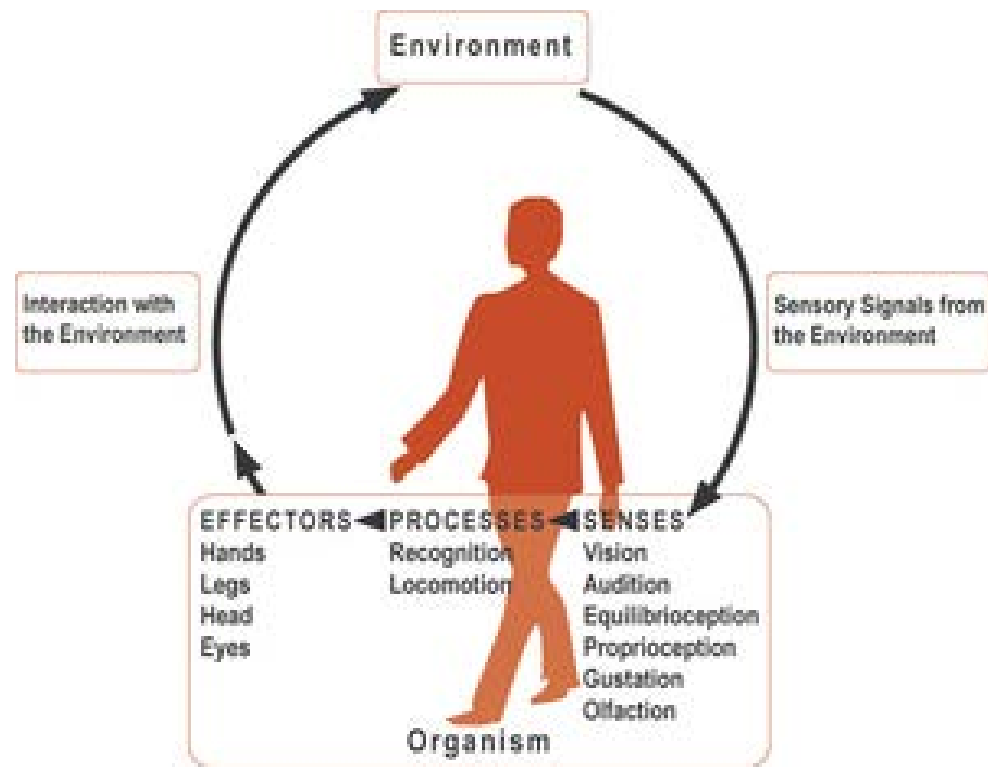 Environment
Interaction with
the Environment
Sensory Signals from
the Environment
EFFECTORS PROCESSES SENSES
Hands
Legs
Head
Eyes
Recognition
Locomotion
Vision
Audition
Equilibrioception
Proprioception
Gustation
Olfaction
Organism